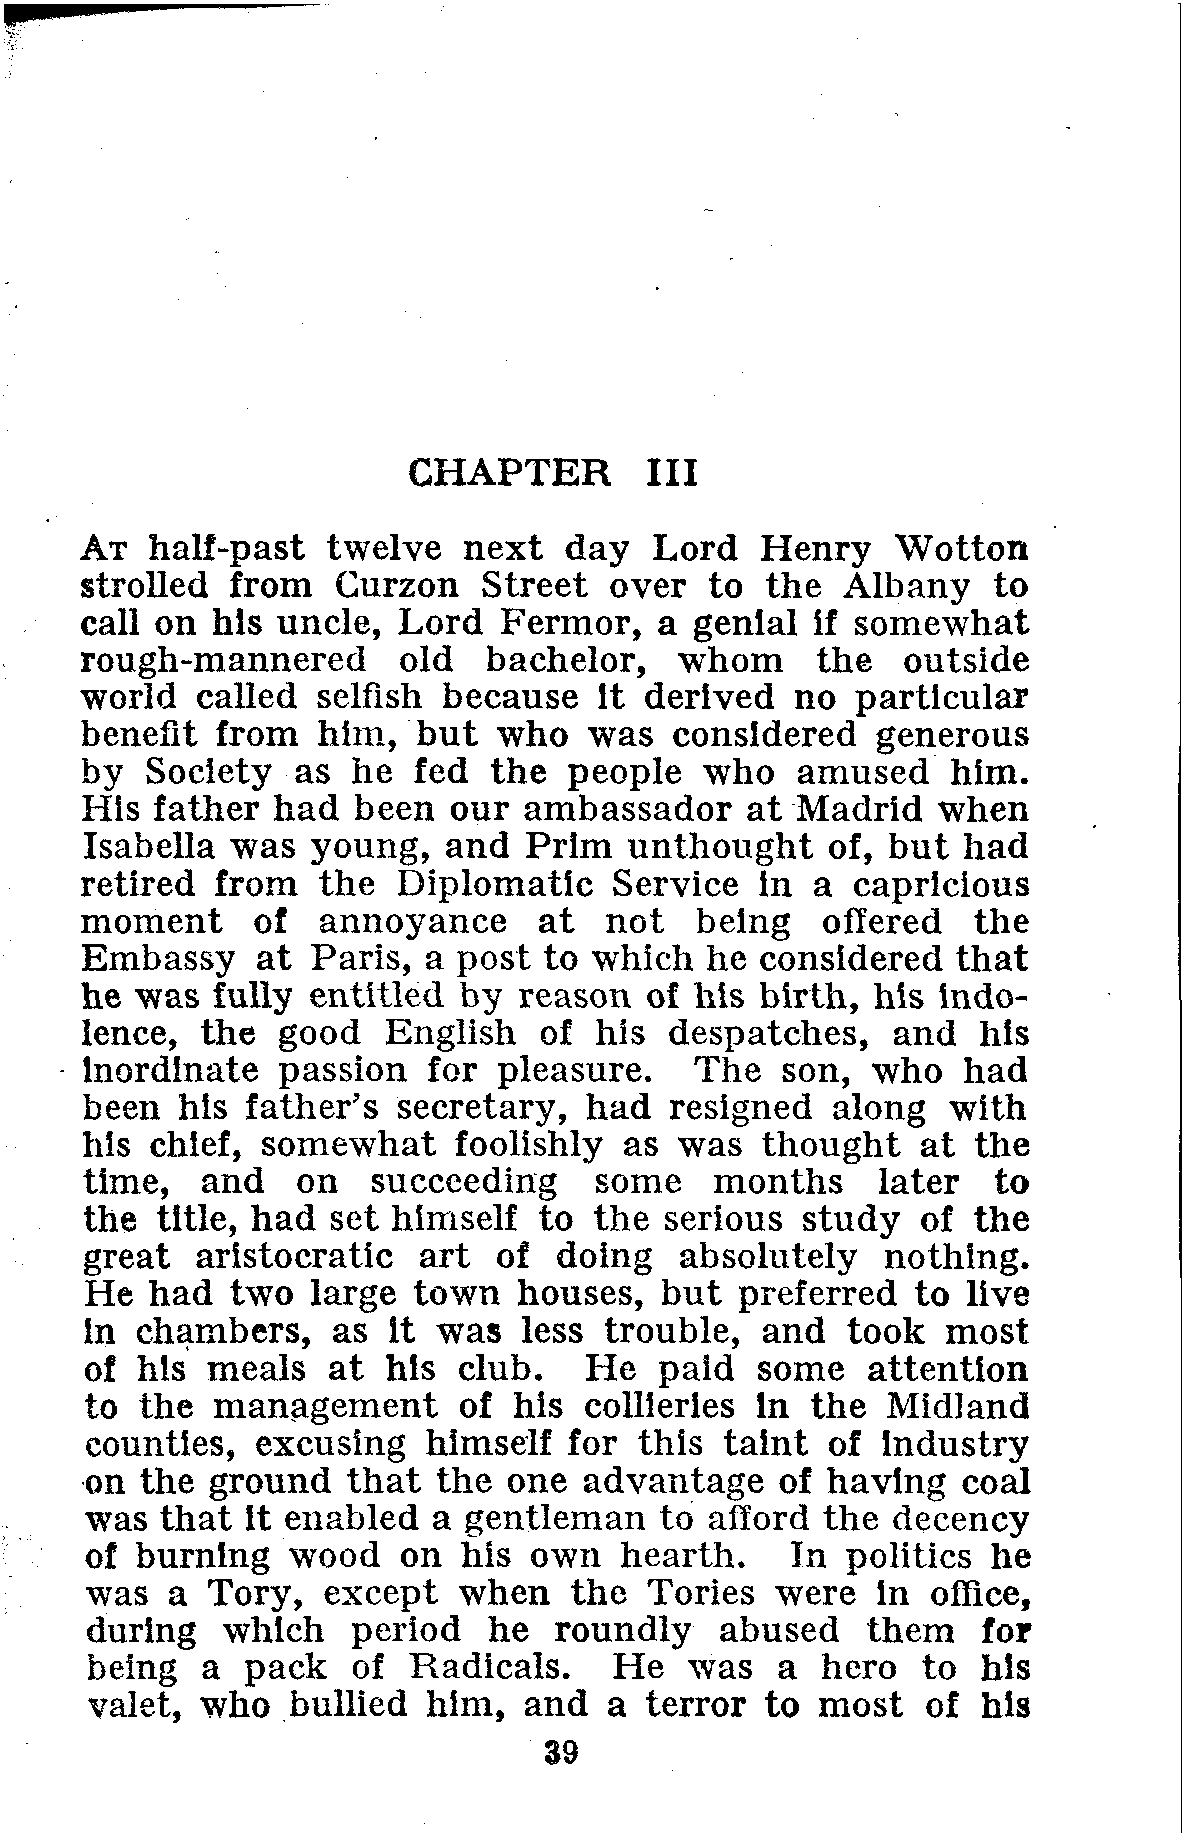 CHAPTER III
AT half-past twelve next day Lord Henry Wotton
strolled from Curzon Street over to the Albany to
call on his uncle, Lord Fermor, a genial if somewhat
rough-mannered old bachelor, whom the outside
world called selfish because it derived no particular
benefit from him, but who was considered generous
by Society as he fed the people who amused him.
His father had been our ambassador at Madrid when
Isabella was young, and Prim unthought of, but had
retired from the Diplomatic Service in a capricious
moment of annoyance at not being offered the
Embassy at Paris, a post to which he considered that
he was fully entitled by reason of his birth, his indo-
lence, the good English of his despatches, and his
inordinate passion for pleasure. The son, who had
been his father's secretary, had resigned along with
his chief, somewhat foolishly as was thought at the
time, and on succeeding some months later to
the title, had set himself to the serious study of the
great aristocratic art of doing absolutely nothing.
He had two large town houses, but preferred to live
in chambers, as it was less trouble, and took most
of his meals at his club. He paid some attention
to the management of his collieries in the Midland
counties, excusing himself for this taint of industry
on the ground that the one advantage of having coal
was that it enabled a gentleman to afford the decency
of burning wood on his own hearth. In politics he
was a Tory, except when the Tories were in office,
during which period he roundly abused them for
being a pack of Radicals. He was a hero to his
valet, who bullied him, and a terror to most of his
39